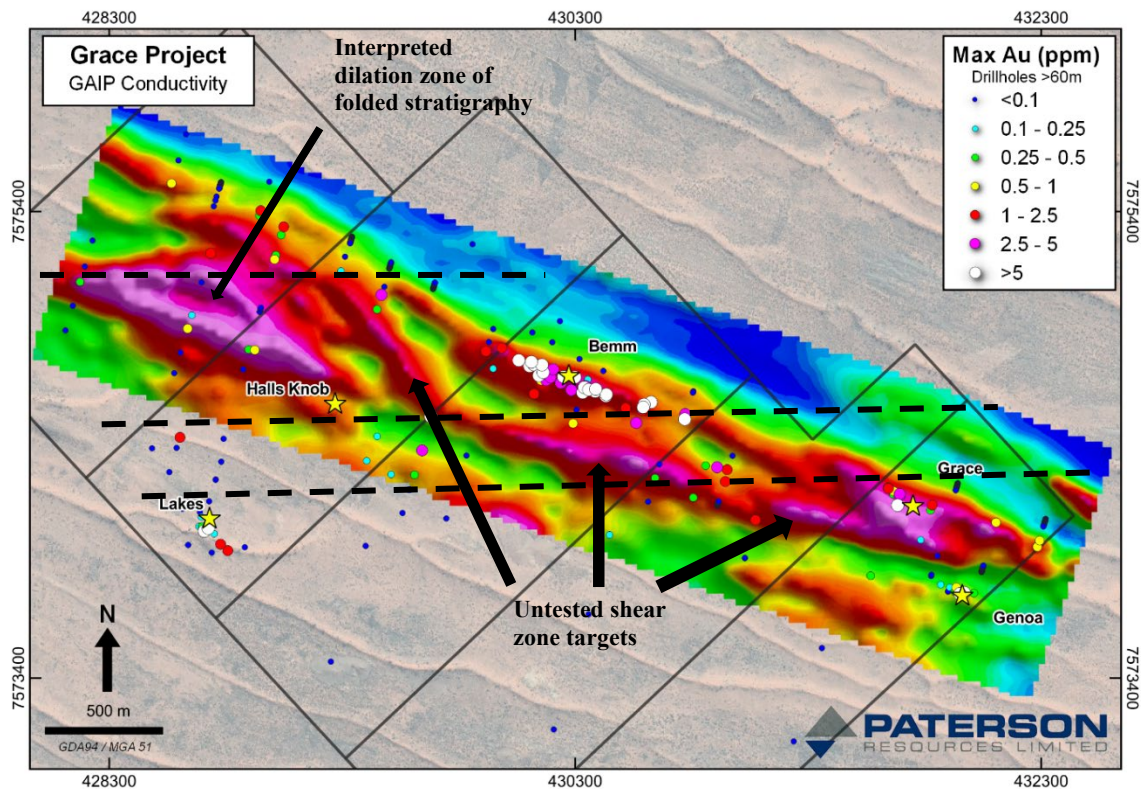 428300
430300
432300
Grace Project
GAIP Conductivity
Interpreted
dilation zone of
folded stratigraphy
Max Au (ppm)
Drillholes >60m
<0.1
0.1 - 0.25
0.25 - 0.5
0.5 - 1
1 - 2.5
2.5 - 5
>5
7575400
7575400
Bemm
Halls Knob
Grace
Lakes
Genoa
Untested shear
zone targets
N
7573400
7573400
500 m
GDA94 / MGA 51
PATERSON
RESOURCES LIMITED
428300
430300
432300